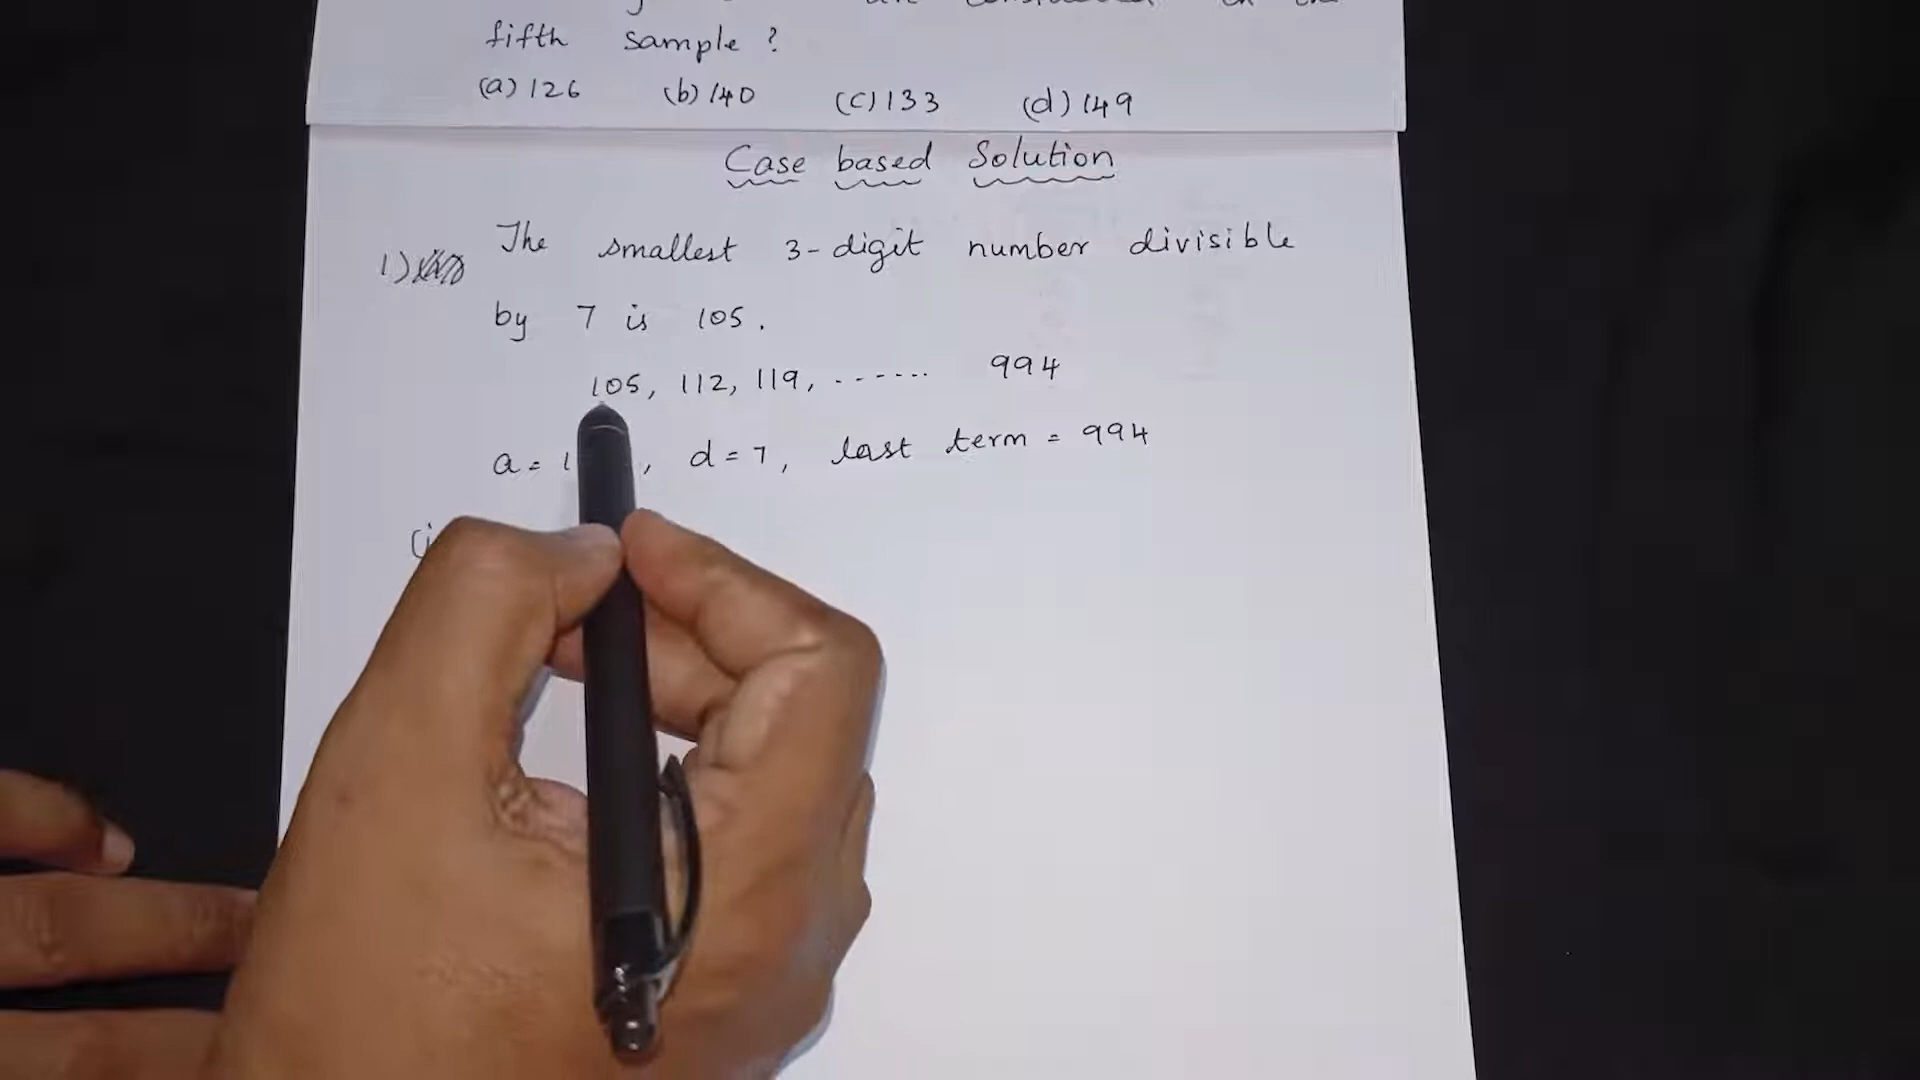 fifth sample ?
(a) 126 (b) 140 (c) 133 (d) 149
Case based Solution
1) The smallest 3-digit number divisible
by 7 is 105.
105, 112, 119, ------- 994
a = 1 , d = 7, last term = 994
(i